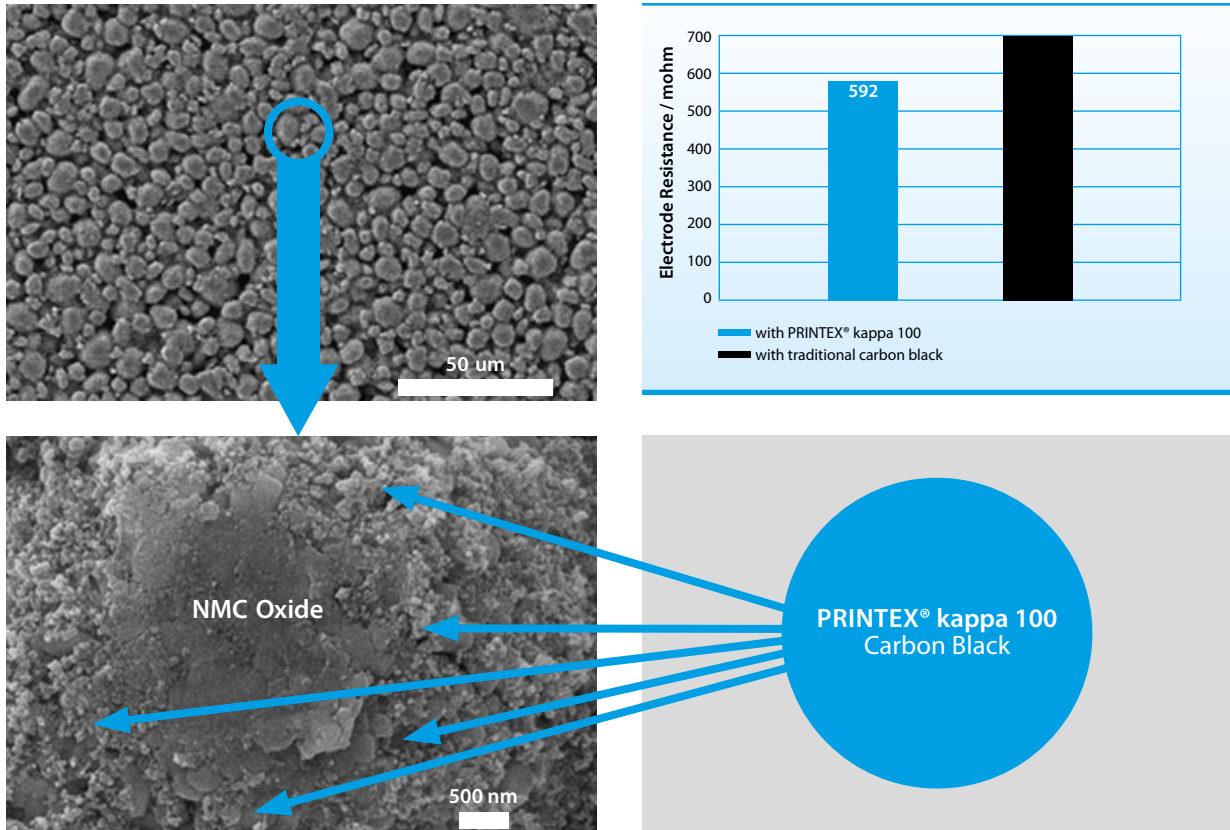 50 um
Electrode Resistance / mohm
700
600
500
400
300
200
100
0
592
with PRINTEX® kappa 100
with traditional carbon black
NMC Oxide
500 nm
PRINTEX® kappa 100
Carbon Black